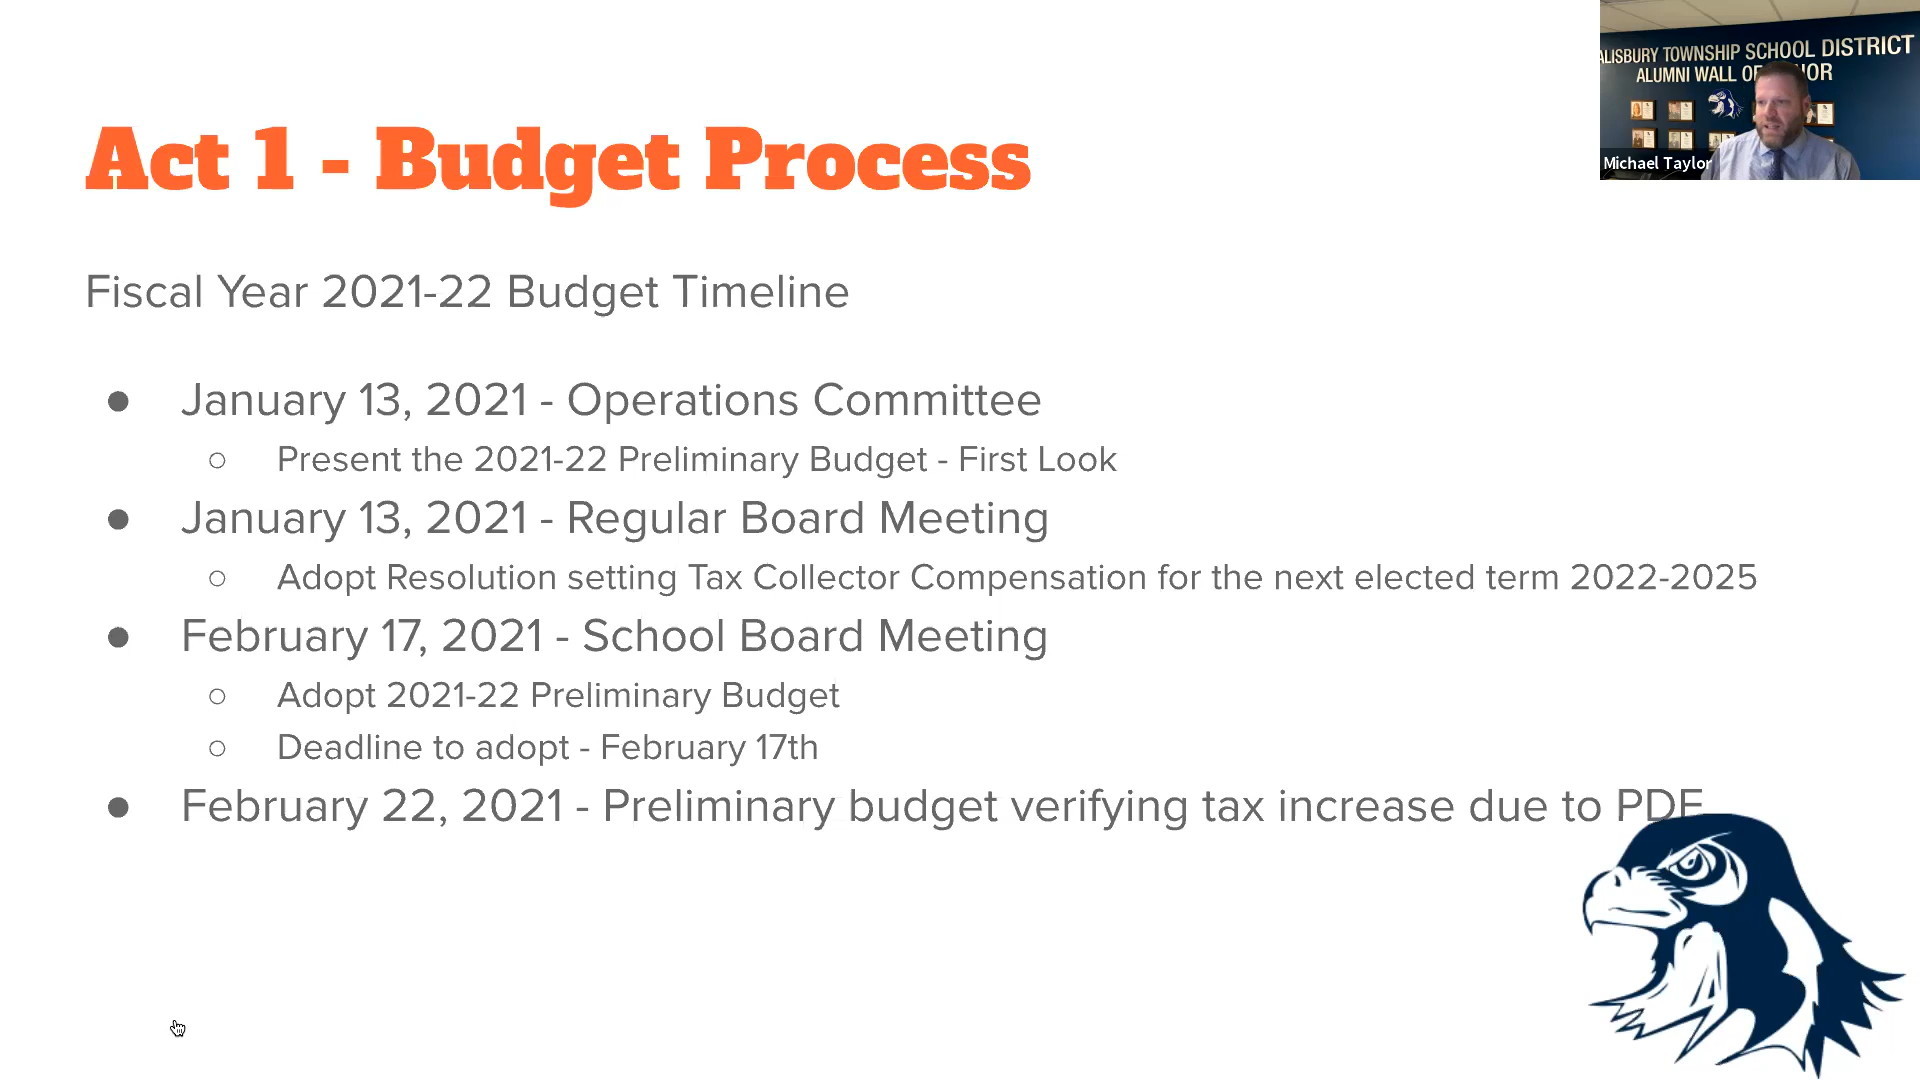 ALISBURY TOWNSHIP SCHOOL DISTRICT
ALUMNI WALL OF
Michael Taylor
Act 1 - Budget Process
Fiscal Year 2021-22 Budget Timeline
● January 13, 2021 - Operations Committee
○ Present the 2021-22 Preliminary Budget - First Look
● January 13, 2021 - Regular Board Meeting
○ Adopt Resolution setting Tax Collector Compensation for the next elected term 2022-2025
● February 17, 2021 - School Board Meeting
○ Adopt 2021-22 Preliminary Budget
○ Deadline to adopt - February 17th
● February 22, 2021 - Preliminary budget verifying tax increase due to PDE